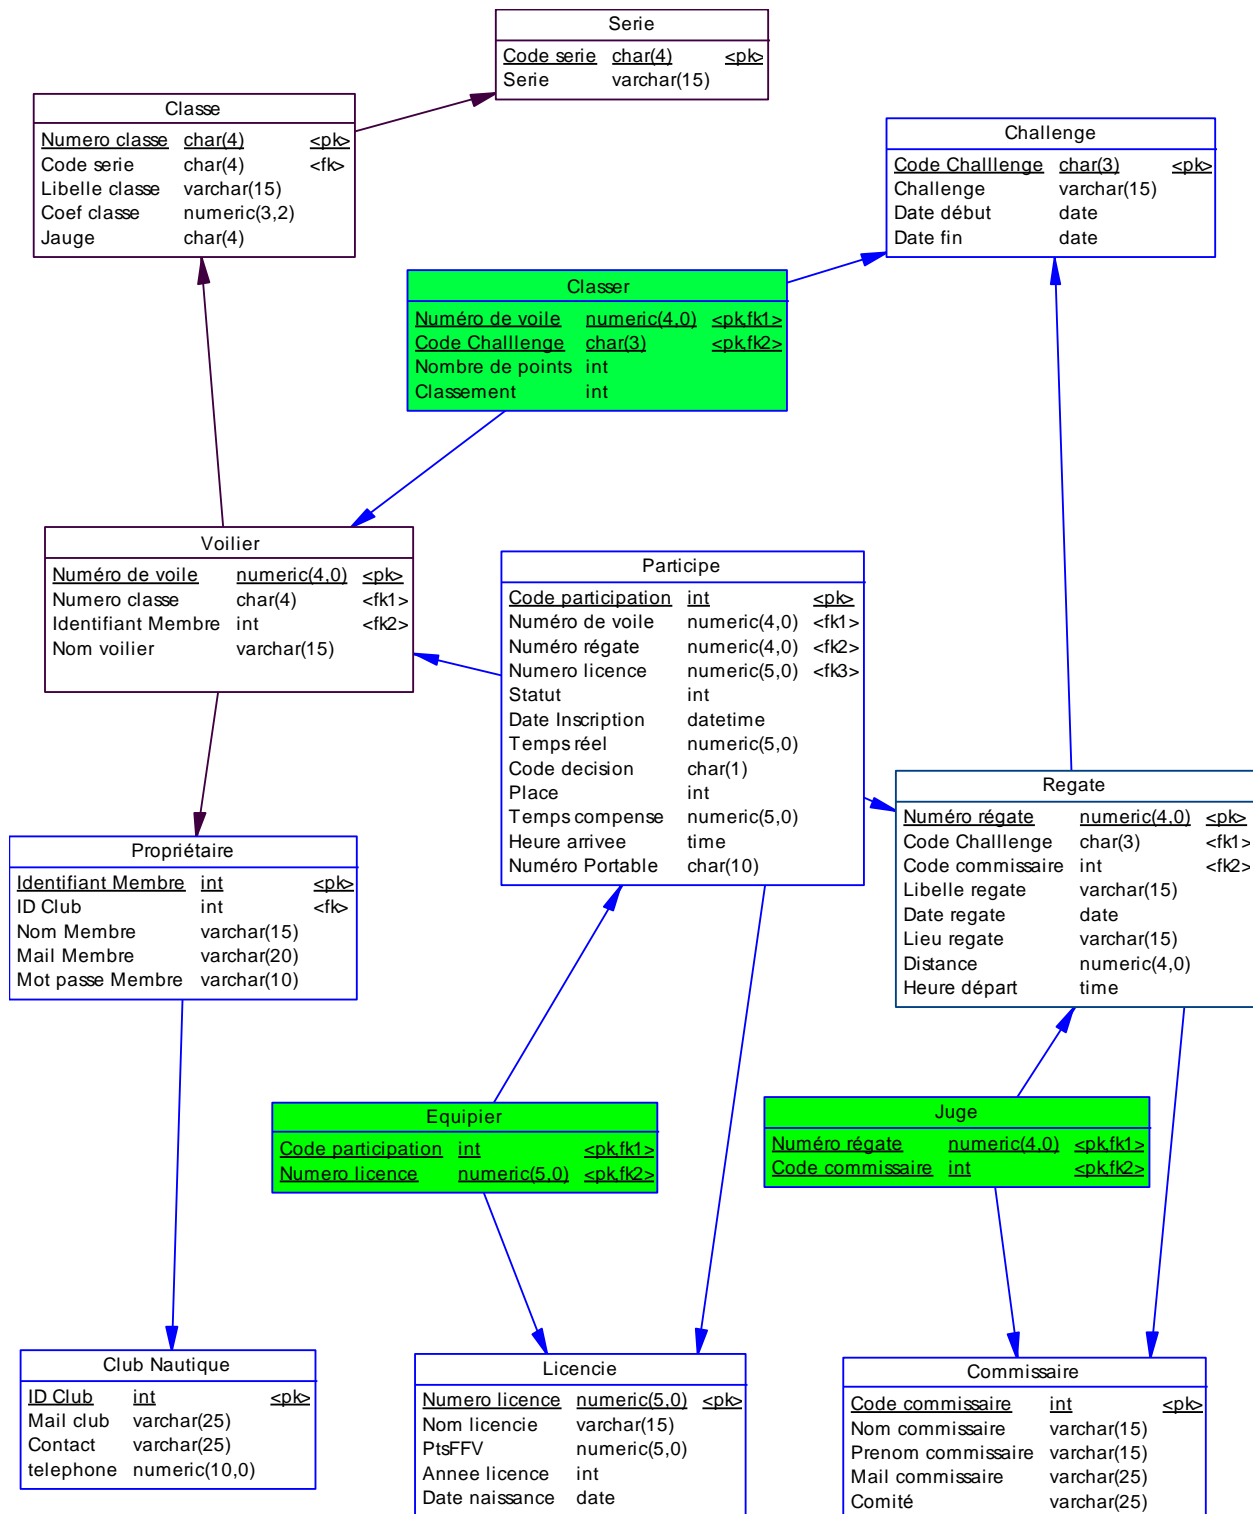 Serie
Code serie char(4) <pk>
Serie varchar(15)
Classe
Numero classe char(4) <pk>
Code serie char(4) <fk>
Libelle classe varchar(15)
Coef classe numeric(3,2)
Jauge char(4)
Challenge
Code Challlenge char(3) <pk>
Challenge varchar(15)
Date début date
Date fin date
Classer
Numéro de voile numeric(4,0) <pk,fk1>
Code Challlenge char(3) <pk,fk2>
Nombre de points int
Classement int
Voilier
Numéro de voile numeric(4,0) <pk>
Numero classe char(4) <fk1>
Identifiant Membre int <fk2>
Nom voilier varchar(15)
Participe
Code participation int <pk>
Numéro de voile numeric(4,0) <fk1>
Numéro régate numeric(4,0) <fk2>
Numero licence numeric(5,0) <fk3>
Statut int
Date Inscription datetime
Temps réel numeric(5,0)
Code decision char(1)
Place int
Temps compense numeric(5,0)
Heure arrivee time
Numéro Portable char(10)
Regate
Numéro régate numeric(4,0) <pk>
Code Challlenge char(3) <fk1>
Code commissaire int <fk2>
Libelle regate varchar(15)
Date regate date
Lieu regate varchar(15)
Distance numeric(4,0)
Heure départ time
Propriétaire
Identifiant Membre int <pk>
ID Club int <fk>
Nom Membre varchar(15)
Mail Membre varchar(20)
Mot passe Membre varchar(10)
Equipier
Code participation int <pk,fk1>
Numero licence numeric(5,0) <pk,fk2>
Juge
Numéro régate numeric(4,0) <pk,fk1>
Code commissaire int <pk,fk2>
Club Nautique
ID Club int <pk>
Mail club varchar(25)
Contact varchar(25)
telephone numeric(10,0)
Licencie
Numero licence numeric(5,0) <pk>
Nom licencie varchar(15)
PtsFFV numeric(5,0)
Annee licence int
Date naissance date
Commissaire
Code commissaire int <pk>
Nom commissaire varchar(15)
Prenom commissaire varchar(15)
Mail commissaire varchar(25)
Comité varchar(25)